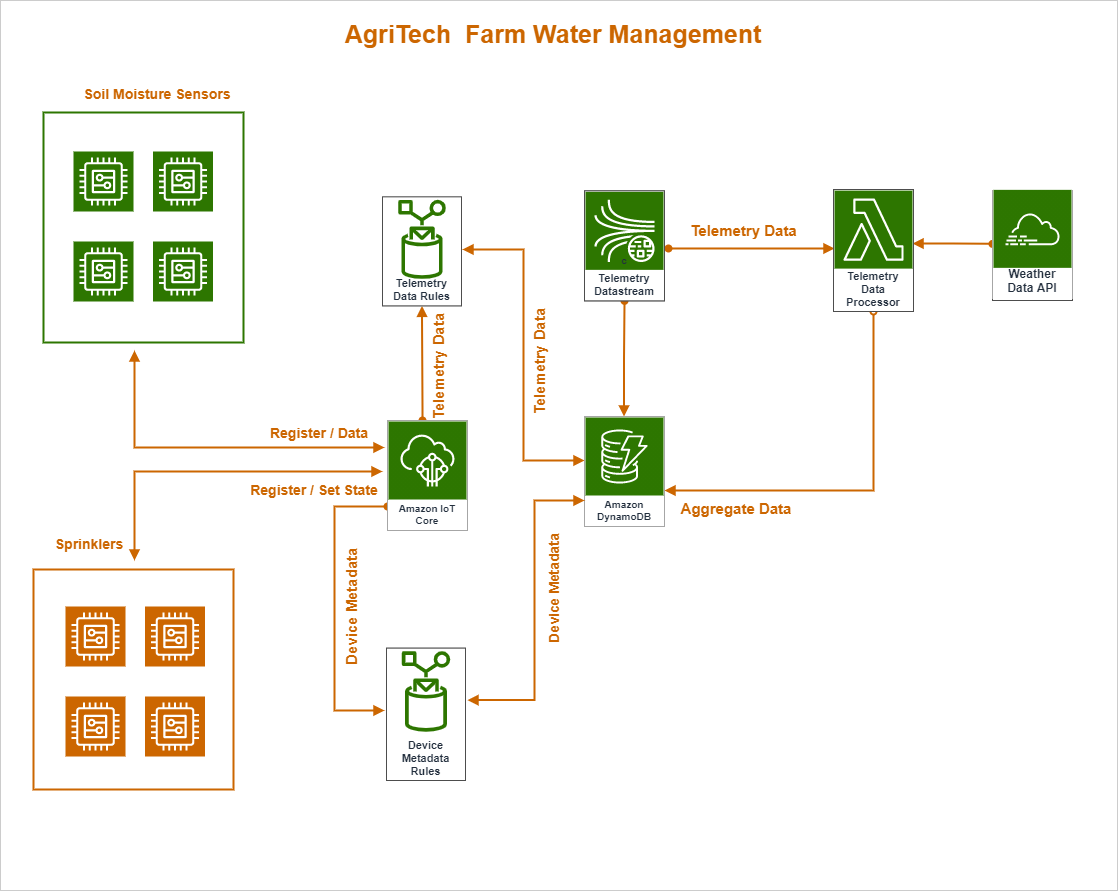 AgriTech  Farm Water Management
Soil Moisture Sensors
Telemetry
Data Rules
C
Telemetry
Datastream
Telemetry Data
Telemetry
Data
Processor
Weather
Data API
Telemetry Data
Telemetry Data
Register / Data
Register / Set State
Amazon IoT
Core
Amazon
DynamoDB
Aggregate Data
Sprinklers
Device Metadata
Device Metadata
Device
Metadata
Rules